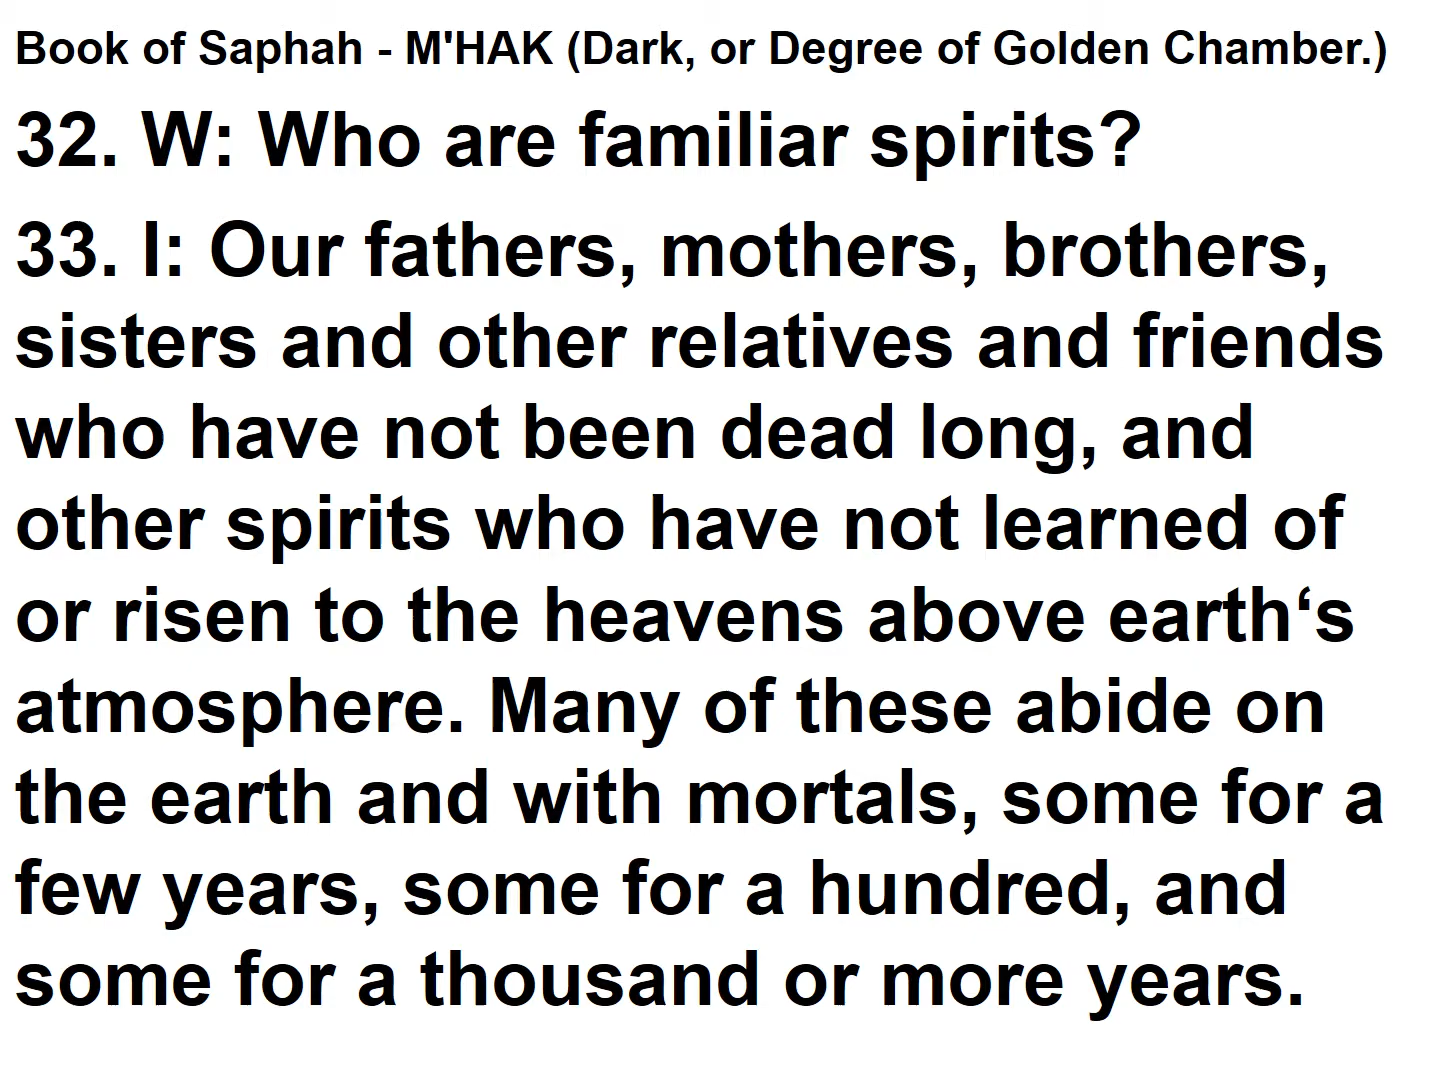 Book of Saphah - M'HAK (Dark, or Degree of Golden Chamber.)
32. W: Who are familiar spirits?
33. I: Our fathers, mothers, brothers,
sisters and other relatives and friends
who have not been dead long, and
other spirits who have not learned of
or risen to the heavens above earth‘s
atmosphere. Many of these abide on
the earth and with mortals, some for a
few years, some for a hundred, and
some for a thousand or more years.